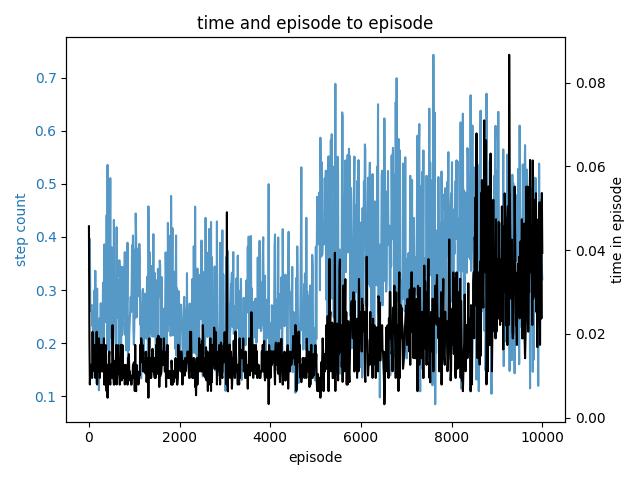 time and episode to episode
0.7
0.6
0.5
0.4
0.3
0.2
0.1
step count
0.08
0.06
0.04
0.02
0.00
time in episode
0 2000 4000 6000 8000 10000
episode